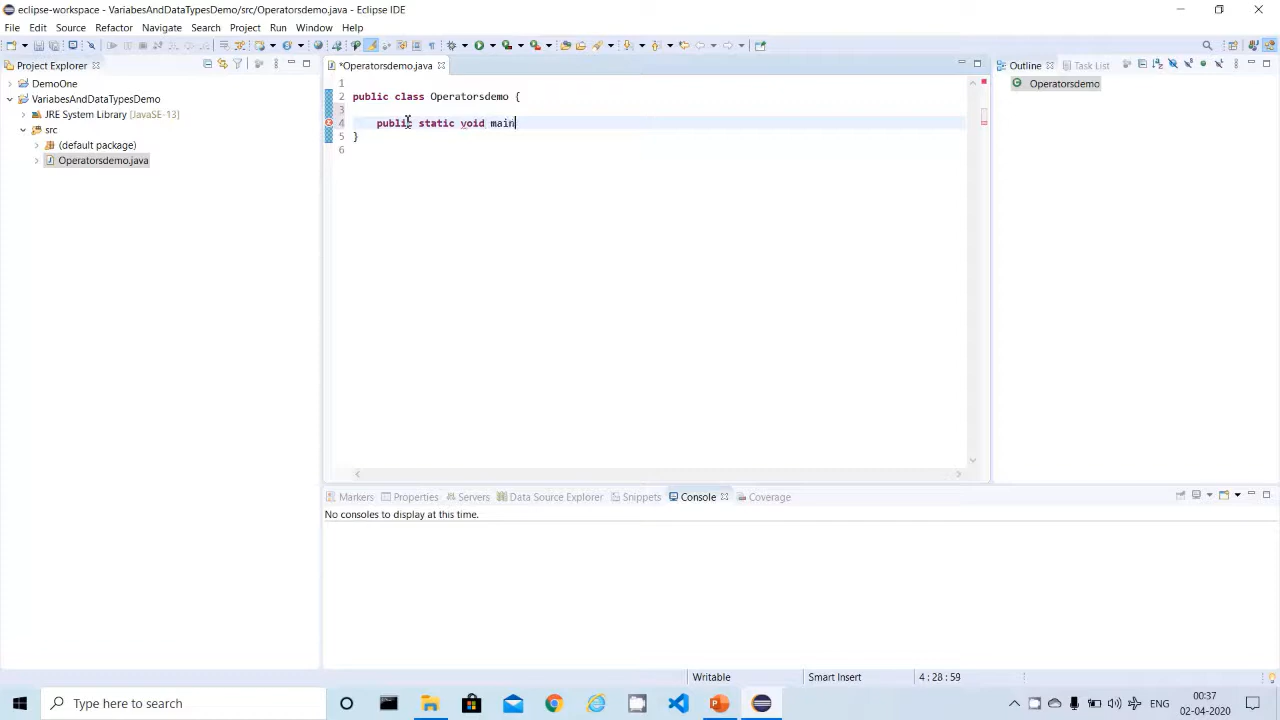 eclipse-workspace - VariabesAndDataTypesDemo/src/Operatorsdemo.java - Eclipse IDE
File Edit Source Refactor Navigate Search Project Run Window Help
Project Explorer
*Operatorsdemo.java
Outline Task List
1
2 public class Operatorsdemo {
3
4 public static void main
5 }
6
DemoOne
VariabesAndDataTypesDemo
JRE System Library [JavaSE-13]
src
(default package)
Operatorsdemo.java
Operatorsdemo
Markers Properties Servers Data Source Explorer Snippets Console Coverage
No consoles to display at this time.
Writable Smart Insert 4 : 28 : 59
Type here to search
ENG
00:37
02-04-2020